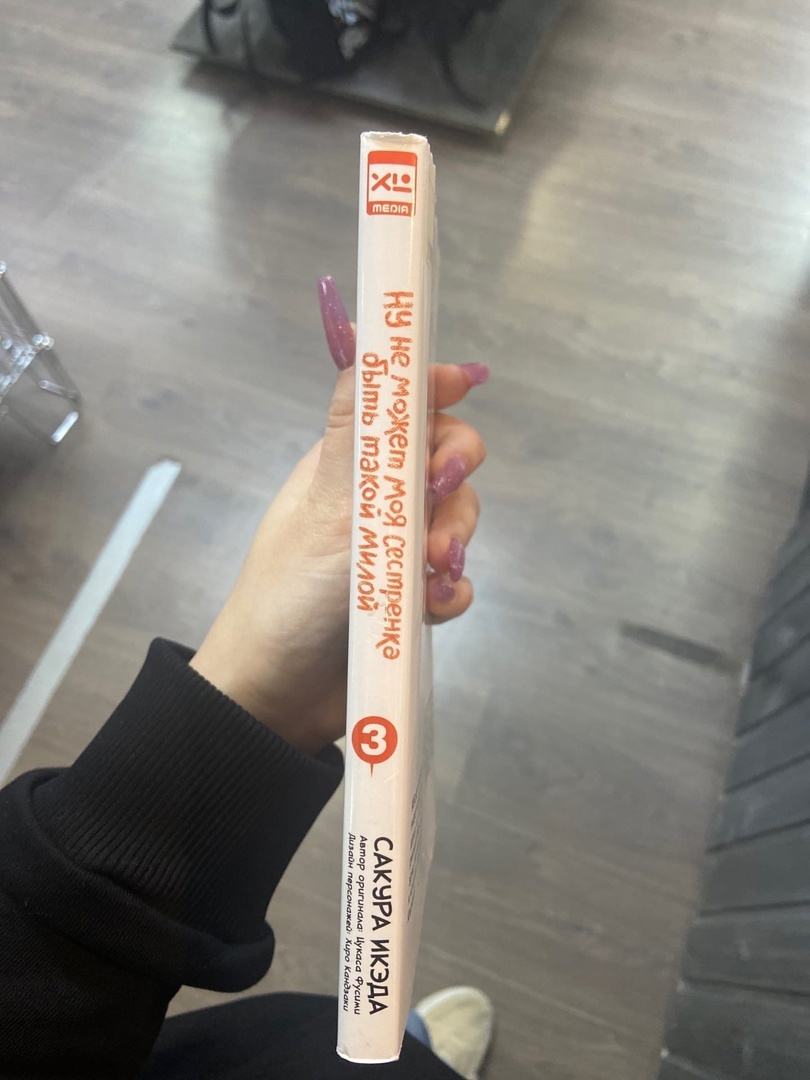 XL
MEDIA
Ну не может моя сестренка
быть такой милой
3
САКУРА ИКЭДА
Автор оригинала: Цукаса Фусими
Дизайн персонажей: Хиро Кандзаки